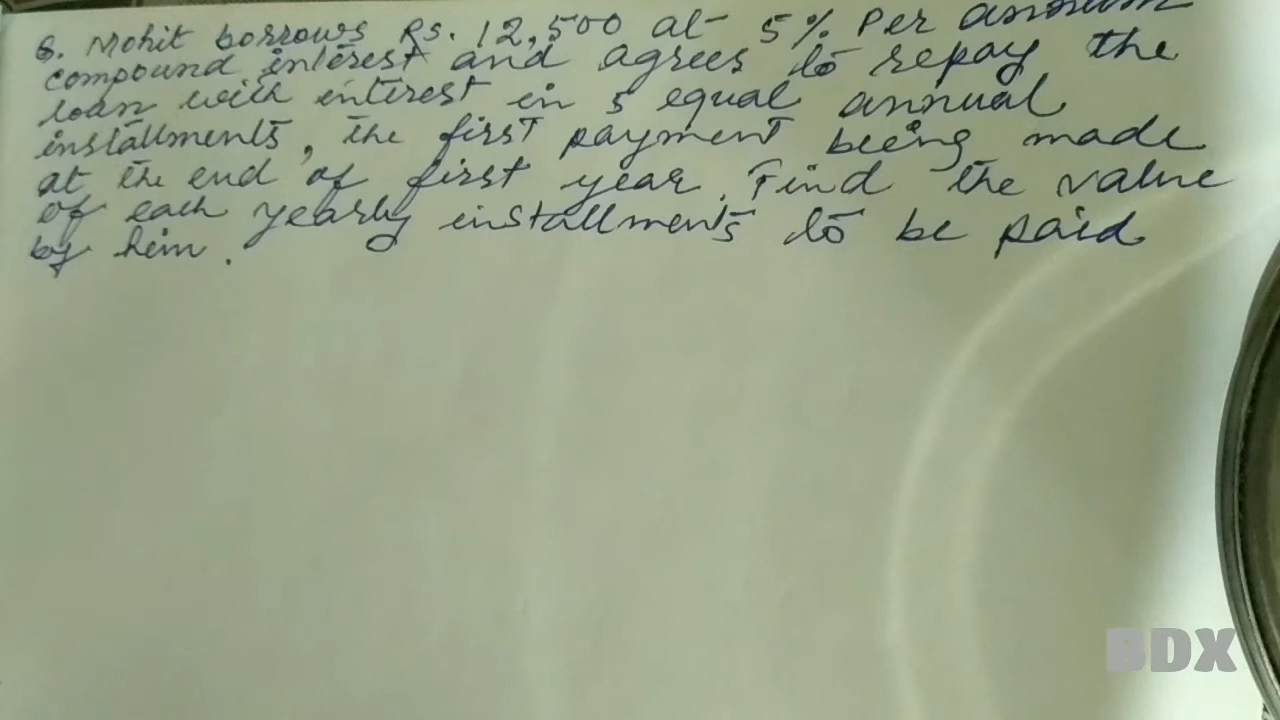 6. Mohit borrows Rs. 12,500 at 5% Per annum
compound interest and agrees to repay the
loan with interest in 5 equal annual
installments, the first payment being made
at the end of first year. Find the value
of each yearly installments to be paid
by him.
BDX